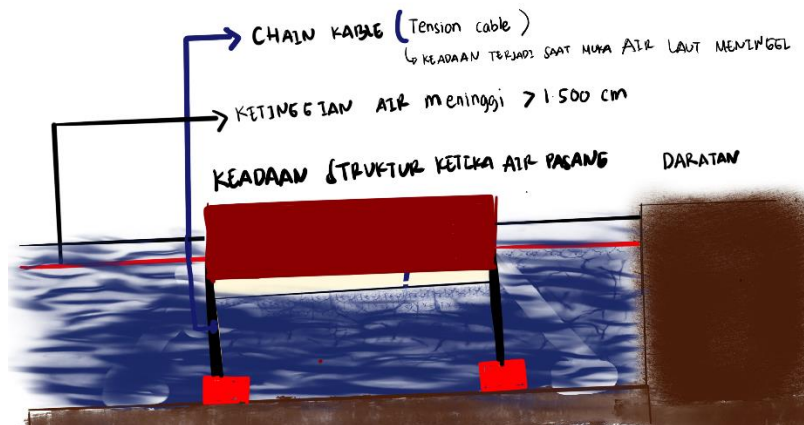 CHAIN KABLE (Tension cable)
↳ KEADAAN TERJADI SAAT MUKA AIR LAUT MENINGGI
KETINGGIAN AIR meninggi > 1.500 cm
KEADAAN STRUKTUR KETIKA AIR PASANG
DARATAN